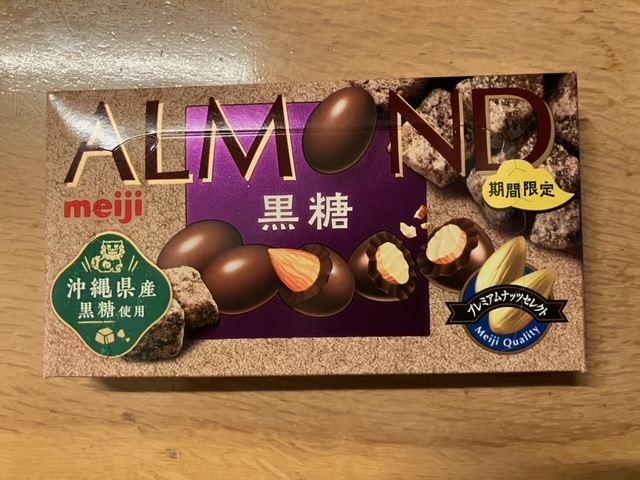 ALMOND
meiji
黒糖
期間限定
沖縄県産
黒糖使用
プレミアムナッツセレクト
Meiji Quality